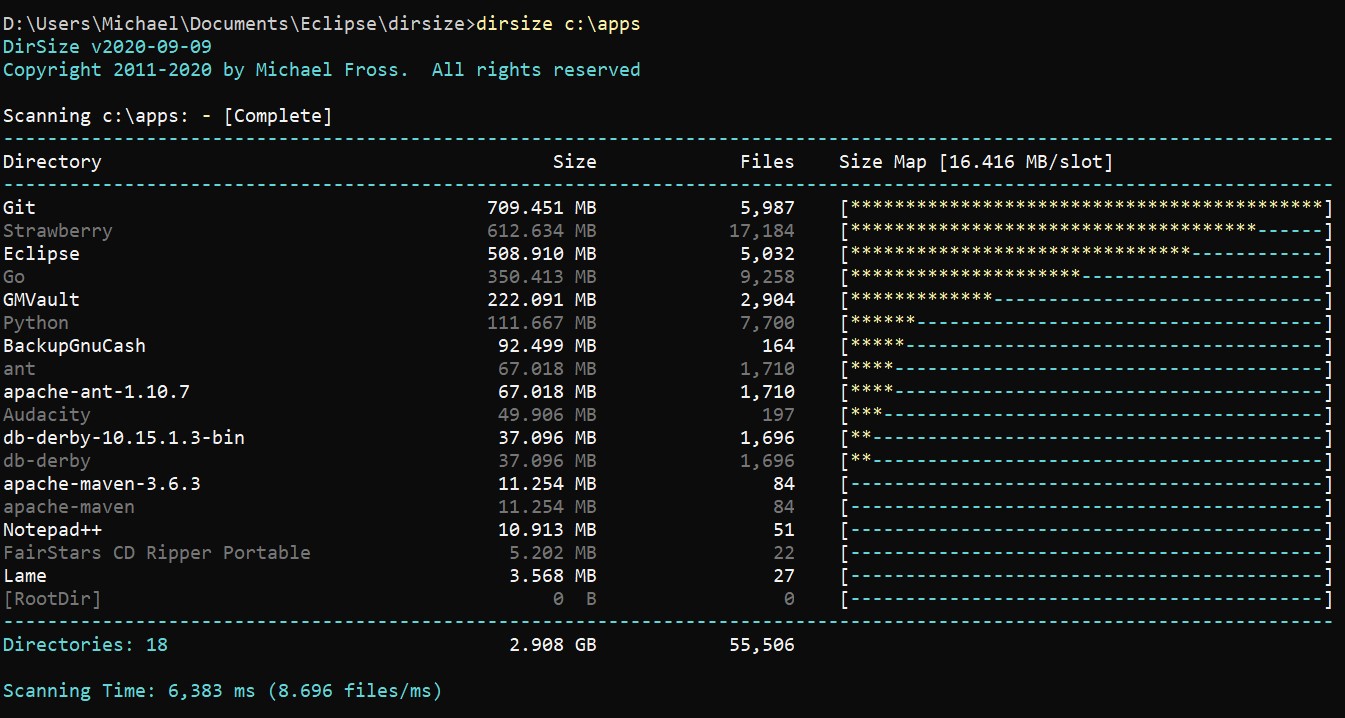 D:\Users\Michael\Documents\Eclipse\dirsize>dirsize c:\apps
DirSize v2020-09-09
Copyright 2011-2020 by Michael Fross.  All rights reserved
Scanning c:\apps: - [Complete]
-------------------------------------------------------------------------------------------------------------------------
Directory Size Files Size Map [16.416 MB/slot]
-------------------------------------------------------------------------------------------------------------------------
Git 709.451 MB 5,987 [*******************************************]
Strawberry 612.634 MB 17,184 [*************************************------]
Eclipse 508.910 MB 5,032 [*******************************------------]
Go 350.413 MB 9,258 [*********************----------------------]
GMVault 222.091 MB 2,904 [*************------------------------------]
Python 111.667 MB 7,700 [******-------------------------------------]
BackupGnuCash 92.499 MB 164 [*****--------------------------------------]
ant 67.018 MB 1,710 [****---------------------------------------]
apache-ant-1.10.7 67.018 MB 1,710 [****---------------------------------------]
Audacity 49.906 MB 197 [***----------------------------------------]
db-derby-10.15.1.3-bin 37.096 MB 1,696 [**-----------------------------------------]
db-derby 37.096 MB 1,696 [**-----------------------------------------]
apache-maven-3.6.3 11.254 MB 84 [-------------------------------------------]
apache-maven 11.254 MB 84 [-------------------------------------------]
Notepad++ 10.913 MB 51 [-------------------------------------------]
FairStars CD Ripper Portable 5.202 MB 22 [-------------------------------------------]
Lame 3.568 MB 27 [-------------------------------------------]
[RootDir] 0 B 0 [-------------------------------------------]
-------------------------------------------------------------------------------------------------------------------------
Directories: 18 2.908 GB 55,506
Scanning Time: 6,383 ms (8.696 files/ms)